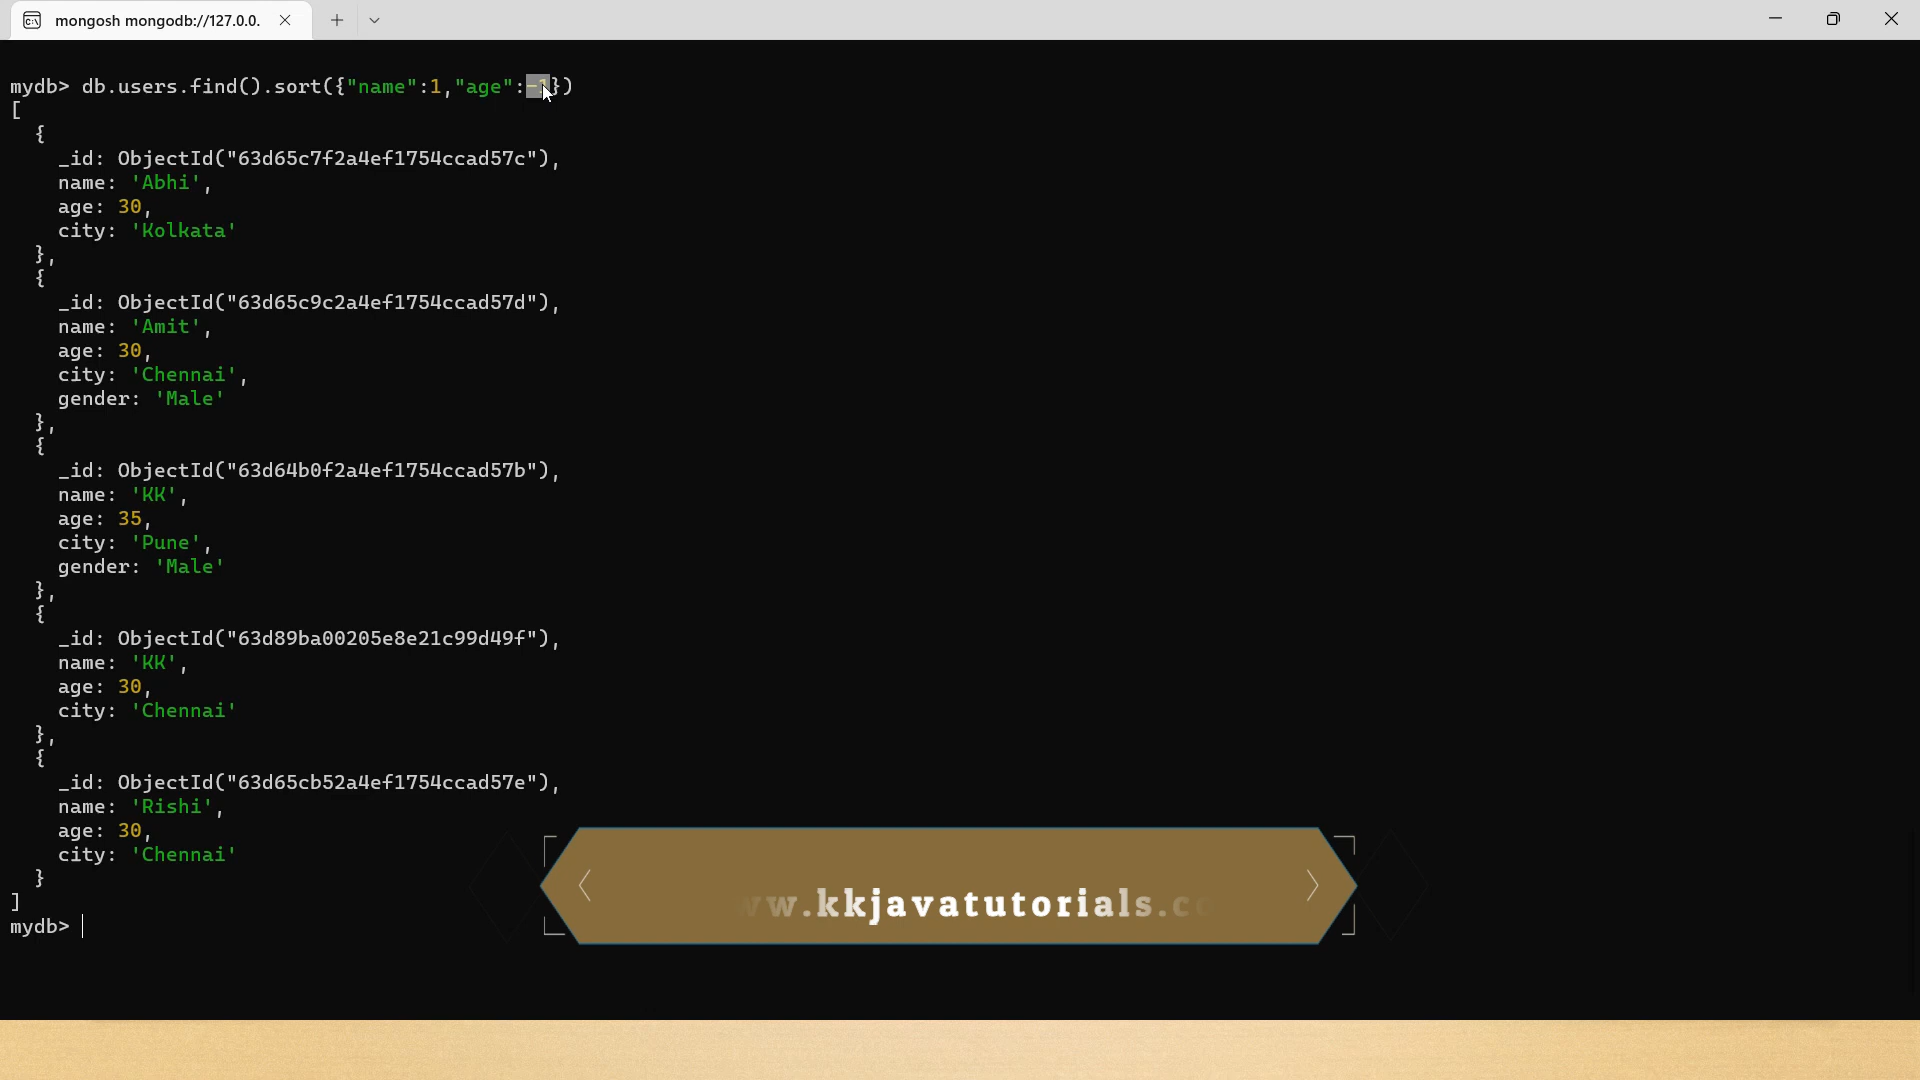 mongosh mongodb://127.0.0.
mydb> db.users.find().sort({"name":1,"age":-1})
[
{
_id: ObjectId("63d65c7f2a4ef1754ccad57c"),
name: 'Abhi',
age: 30,
city: 'Kolkata'
},
{
_id: ObjectId("63d65c9c2a4ef1754ccad57d"),
name: 'Amit',
age: 30,
city: 'Chennai',
gender: 'Male'
},
{
_id: ObjectId("63d64b0f2a4ef1754ccad57b"),
name: 'KK',
age: 35,
city: 'Pune',
gender: 'Male'
},
{
_id: ObjectId("63d89ba00205e8e21c99d49f"),
name: 'KK',
age: 30,
city: 'Chennai'
},
{
_id: ObjectId("63d65cb52a4ef1754ccad57e"),
name: 'Rishi',
age: 30,
city: 'Chennai'
}
]
mydb>
ww.kkjavatutorials.co